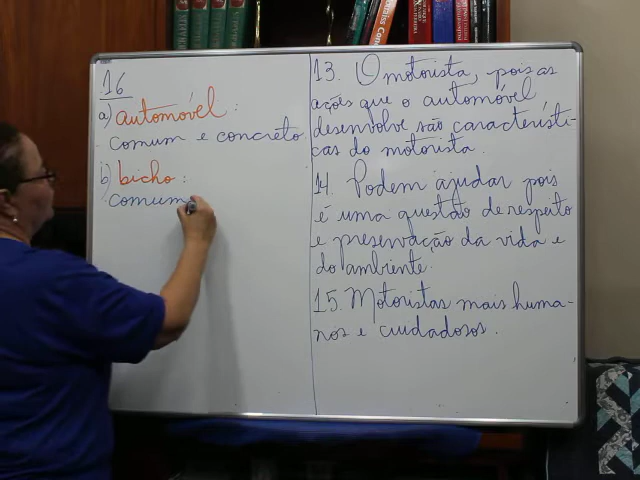 16
a) automóvel :
comum e concreto
b) bicho :
comum
13. O motorista, pois as
ações que o automóvel
desenvolve são característi-
cas do motorista.
14. Podem ajudar pois
é uma questão de respeito
e preservação da vida e
do ambiente.
15. Motoristas mais huma-
nos e cuidadosos.